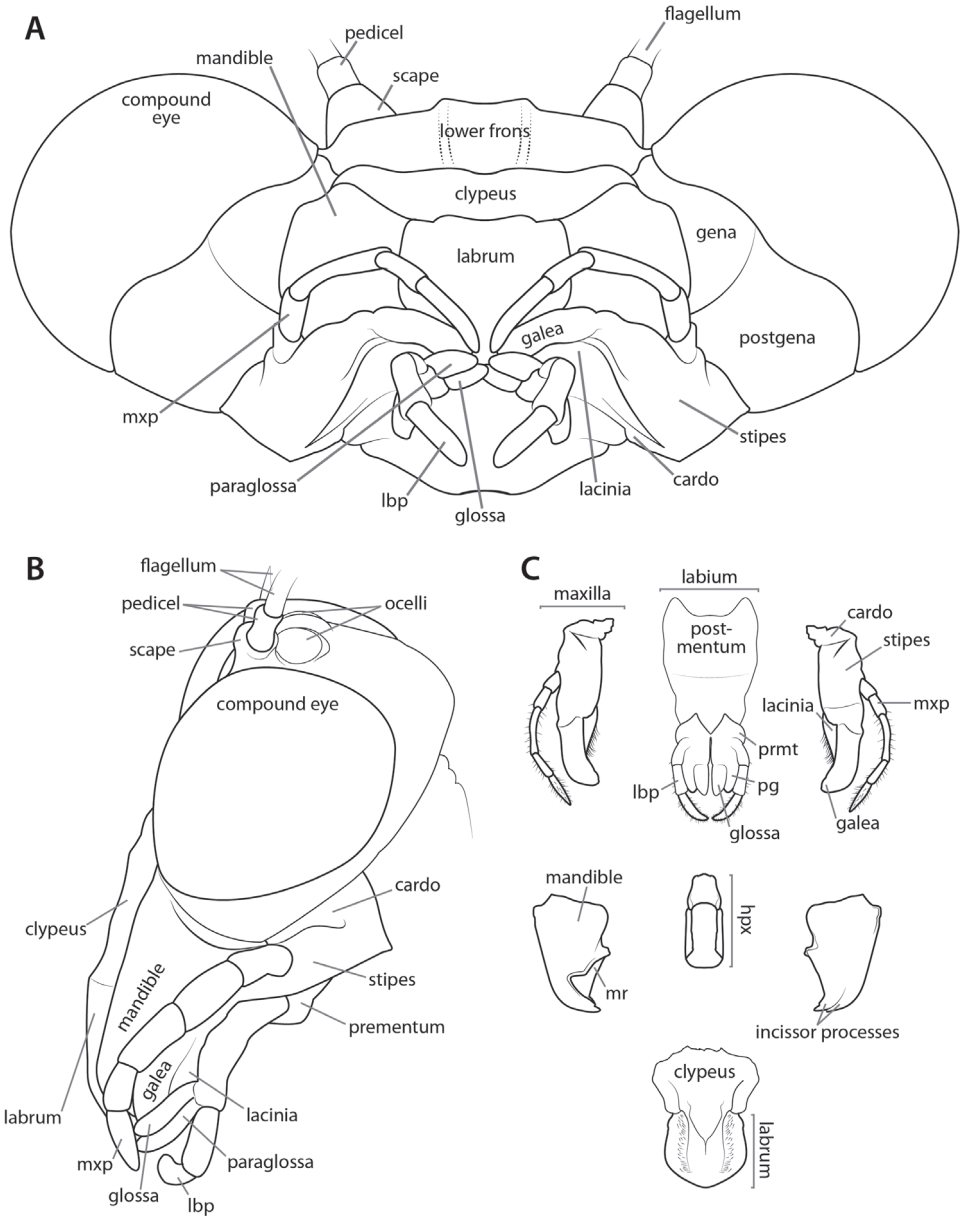 A
pedicel
flagellum
mandible
scape
compound
eye
lower frons
clypeus
labrum
gena
galea
postgena
mxp
stipes
paraglossa
lbp
glossa
lacinia
cardo
B
flagellum
pedicel
ocelli
scape
compound eye
cardo
clypeus
mandible
stipes
prementum
galea
lacinia
labrum
mxp
paraglossa
glossa
lbp
C
maxilla
labium
cardo
post-
mentum
stipes
lacinia
mxp
prmt
lbp
pg
glossa
galea
mandible
hpx
mr
incissor processes
clypeus
labrum